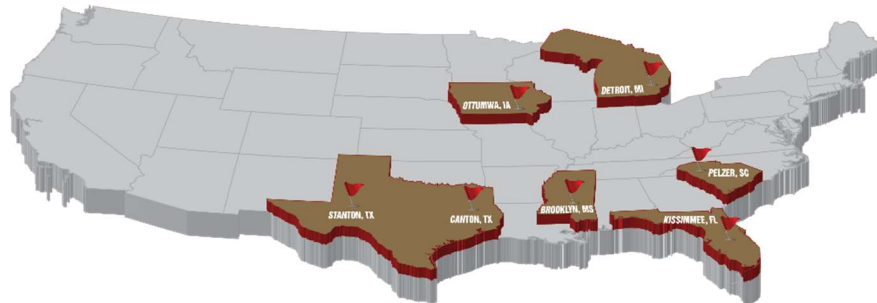 DETROIT, MI
OTTUMWA, IA
PELZER, SC
STANTON, TX
CANTON, TX
BROOKLYN, MS
KISSIMMEE, FL